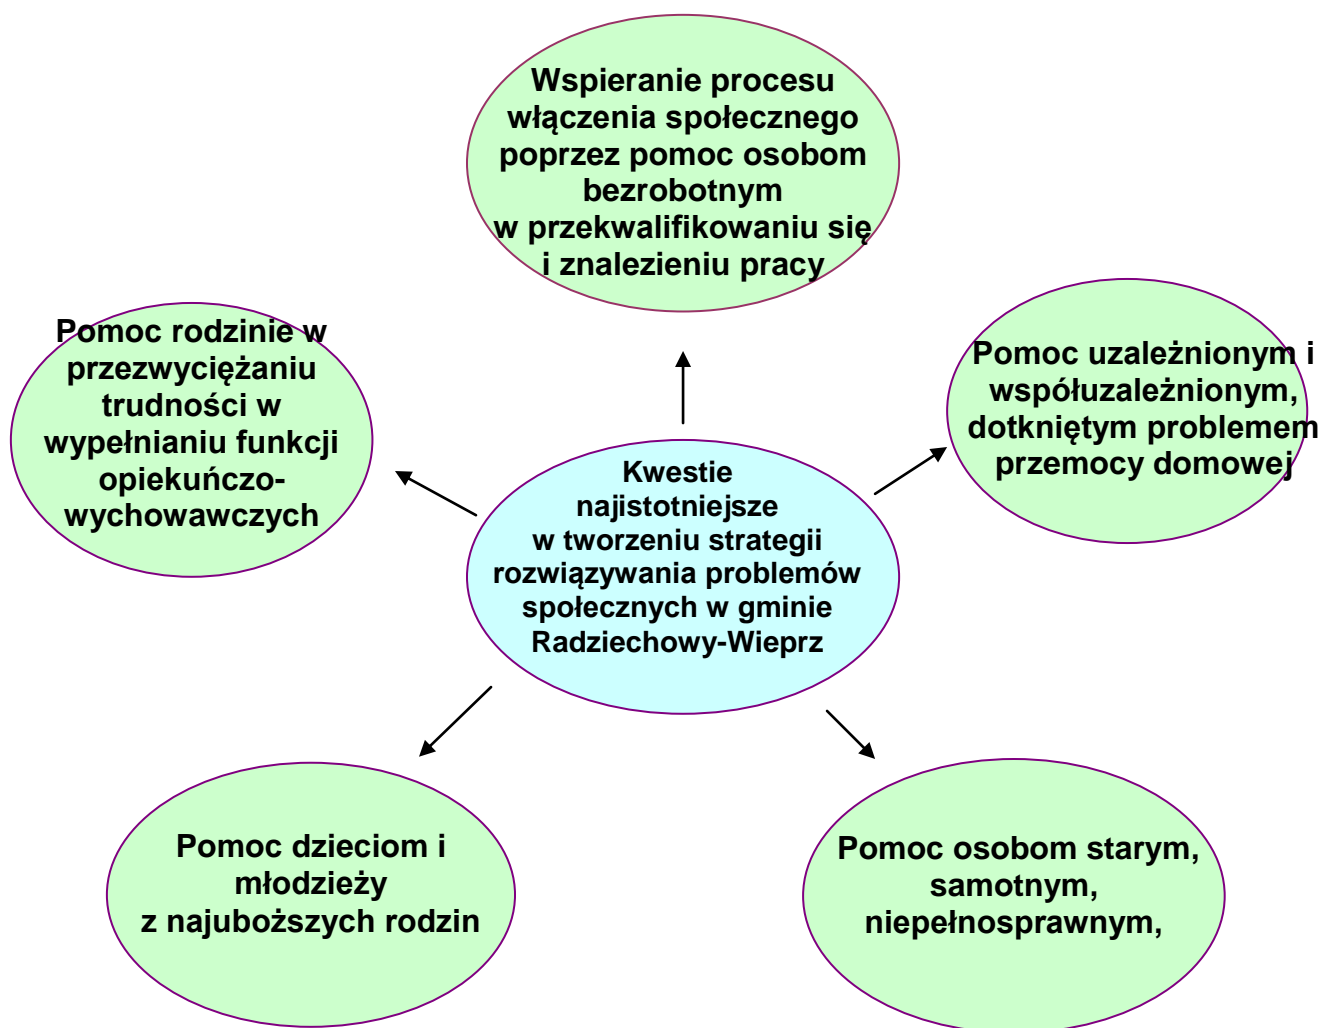 Wspieranie procesu
włączenia społecznego
poprzez pomoc osobom
bezrobotnym
w przekwalifikowaniu się
i znalezieniu pracy
Pomoc rodzinie w
przezwyciężaniu
trudności w
wypełnianiu funkcji
opiekuńczo-
wychowawczych
Pomoc uzależnionym i
współuzależnionym,
dotkniętym problemem
przemocy domowej
Kwestie
najistotniejsze
w tworzeniu strategii
rozwiązywania problemów
społecznych w gminie
Radziechowy-Wieprz
Pomoc dzieciom i
młodzieży
z najuboższych rodzin
Pomoc osobom starym,
samotnym,
niepełnosprawnym,